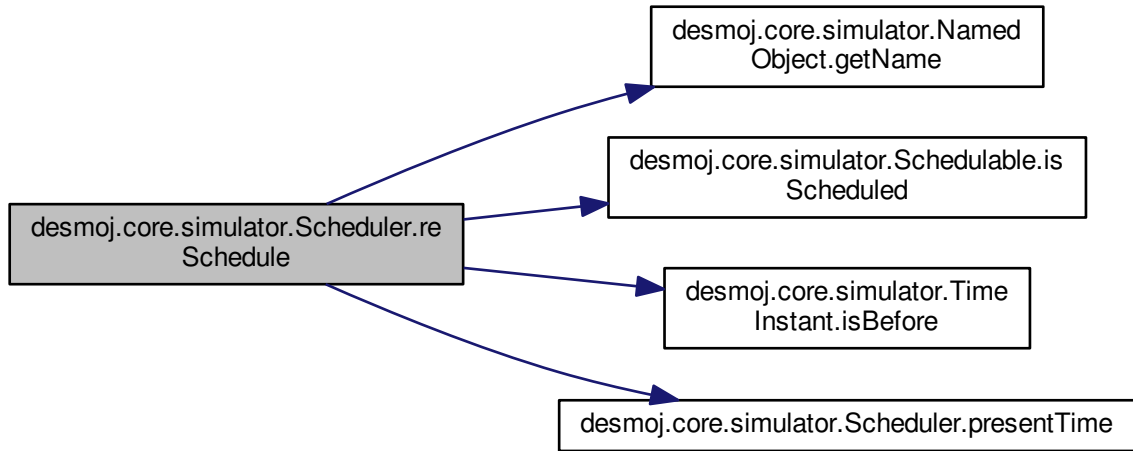 desmoj.core.simulator.Named
Object.getName
desmoj.core.simulator.Schedulable.is
Scheduled
desmoj.core.simulator.Scheduler.re
Schedule
desmoj.core.simulator.Time
Instant.isBefore
desmoj.core.simulator.Scheduler.presentTime